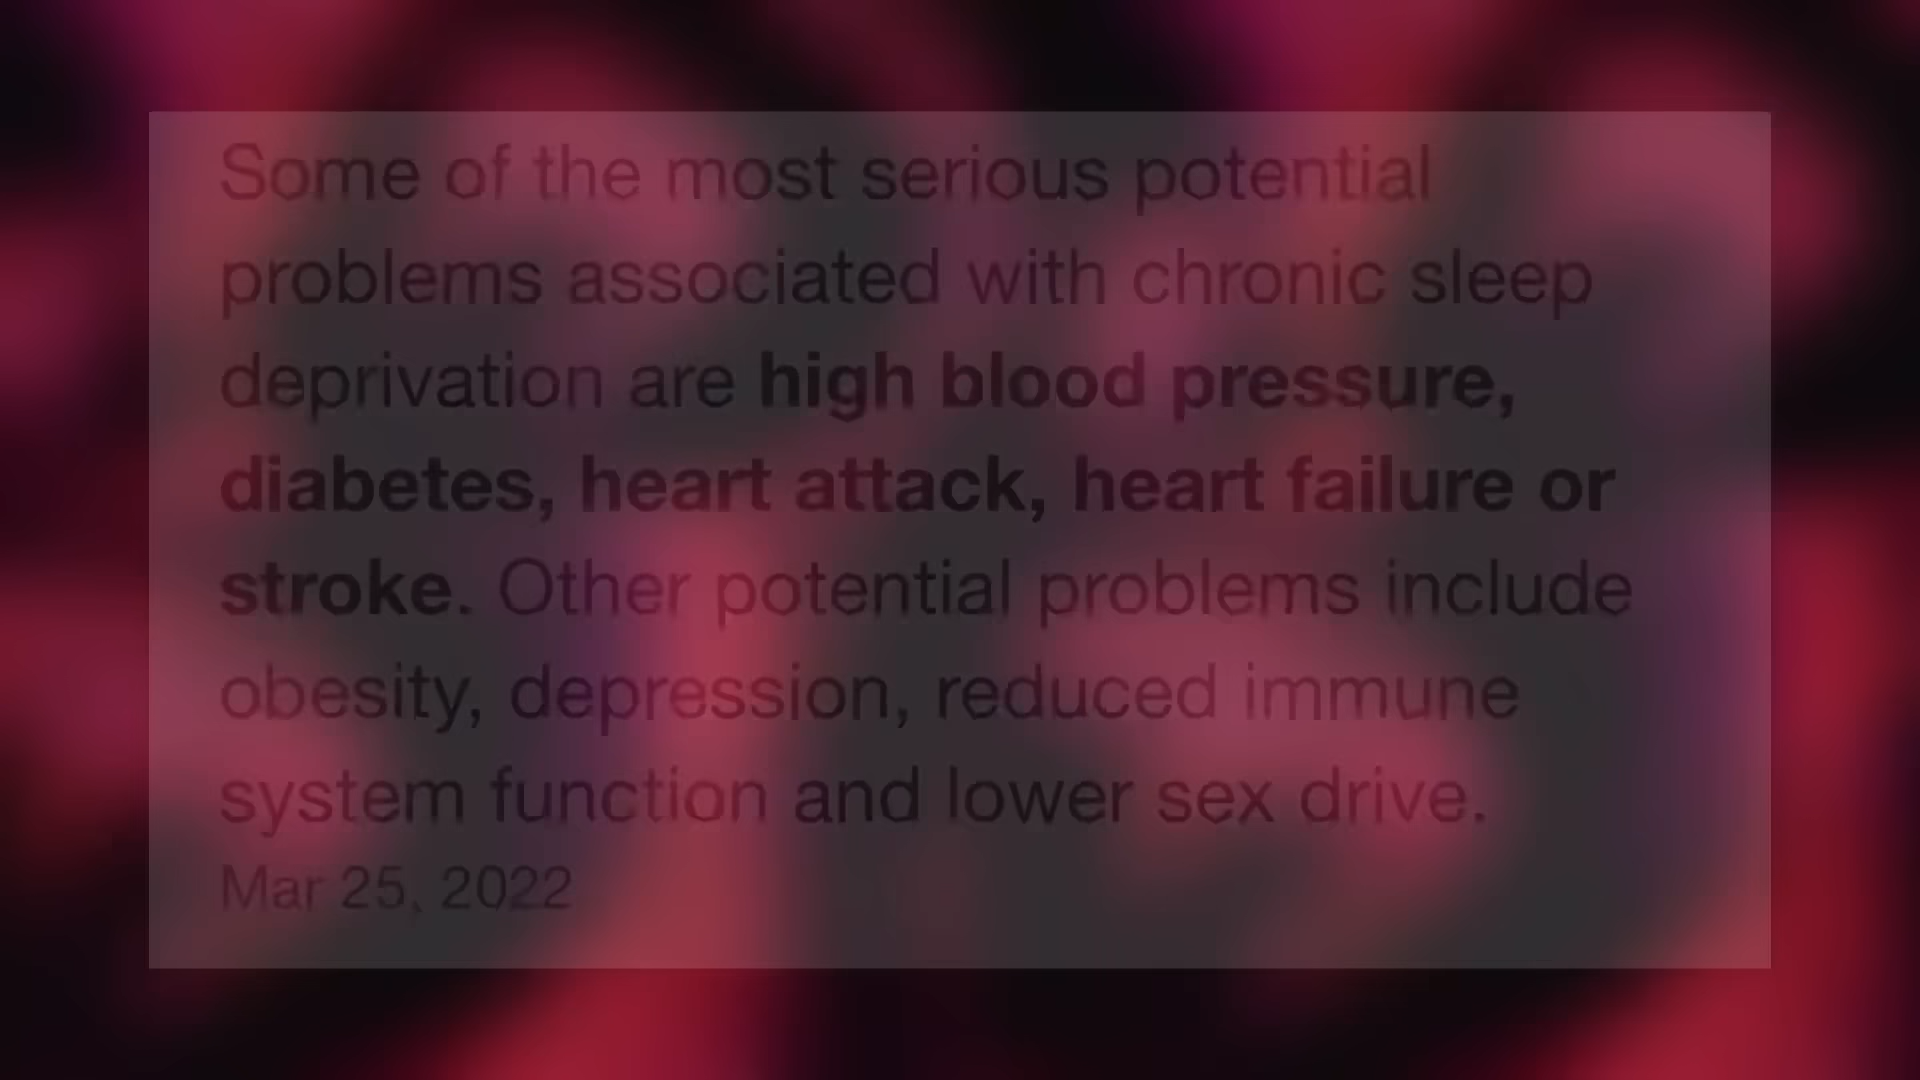 Some of the most serious potential
problems associated with chronic sleep
deprivation are high blood pressure,
diabetes, heart attack, heart failure or
stroke. Other potential problems include
obesity, depression, reduced immune
system function and lower sex drive.
Mar 25, 2022